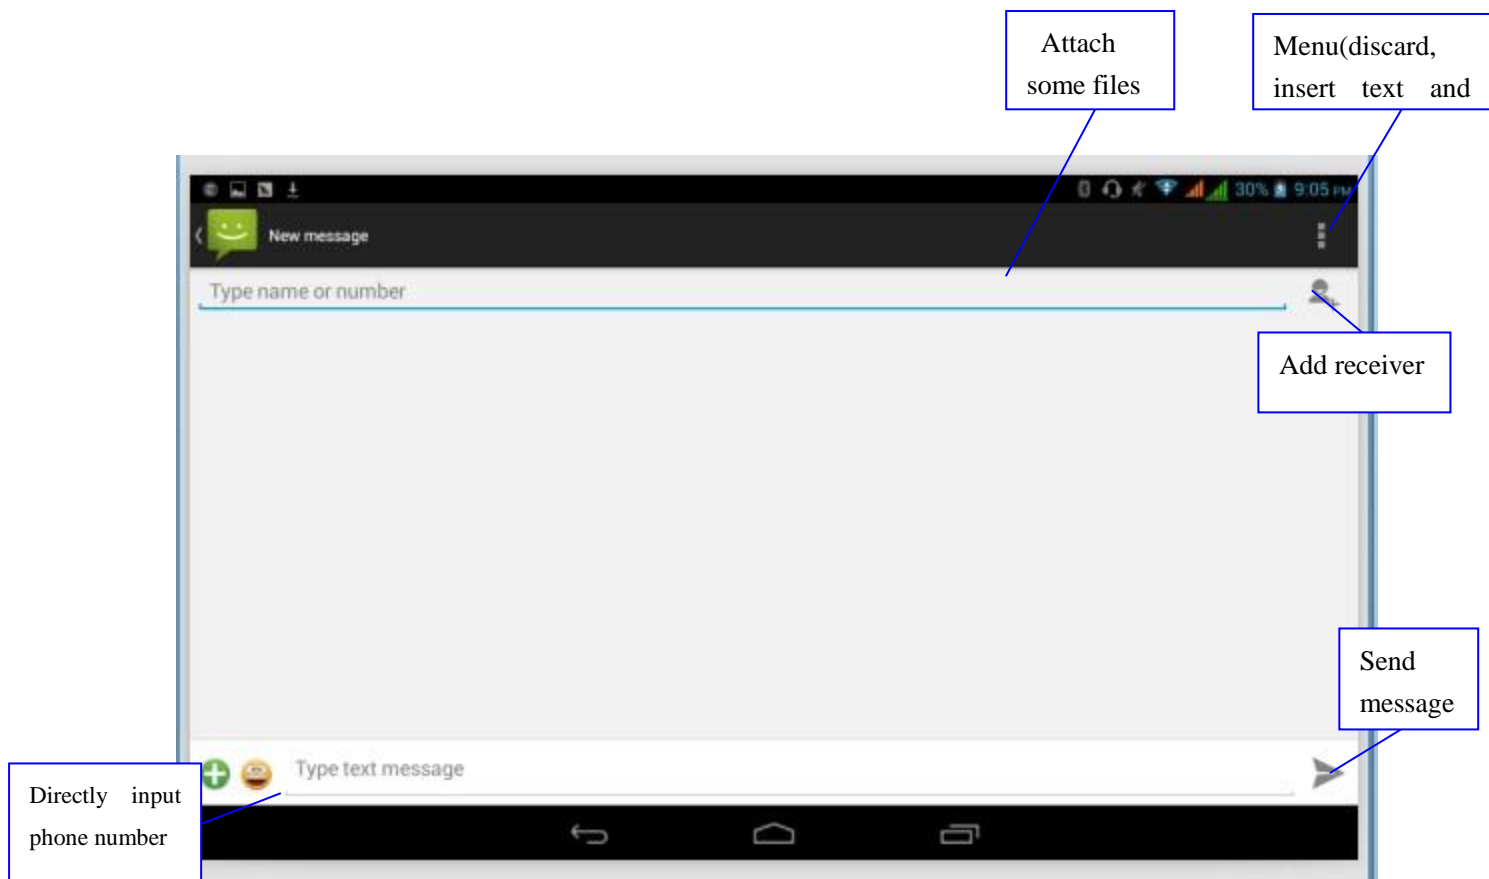 Attach
some files
Menu(discard,
insert text and
30% 9:05 PM
New message
Type name or number
Add receiver
Send
message
Type text message
Directly input
phone number